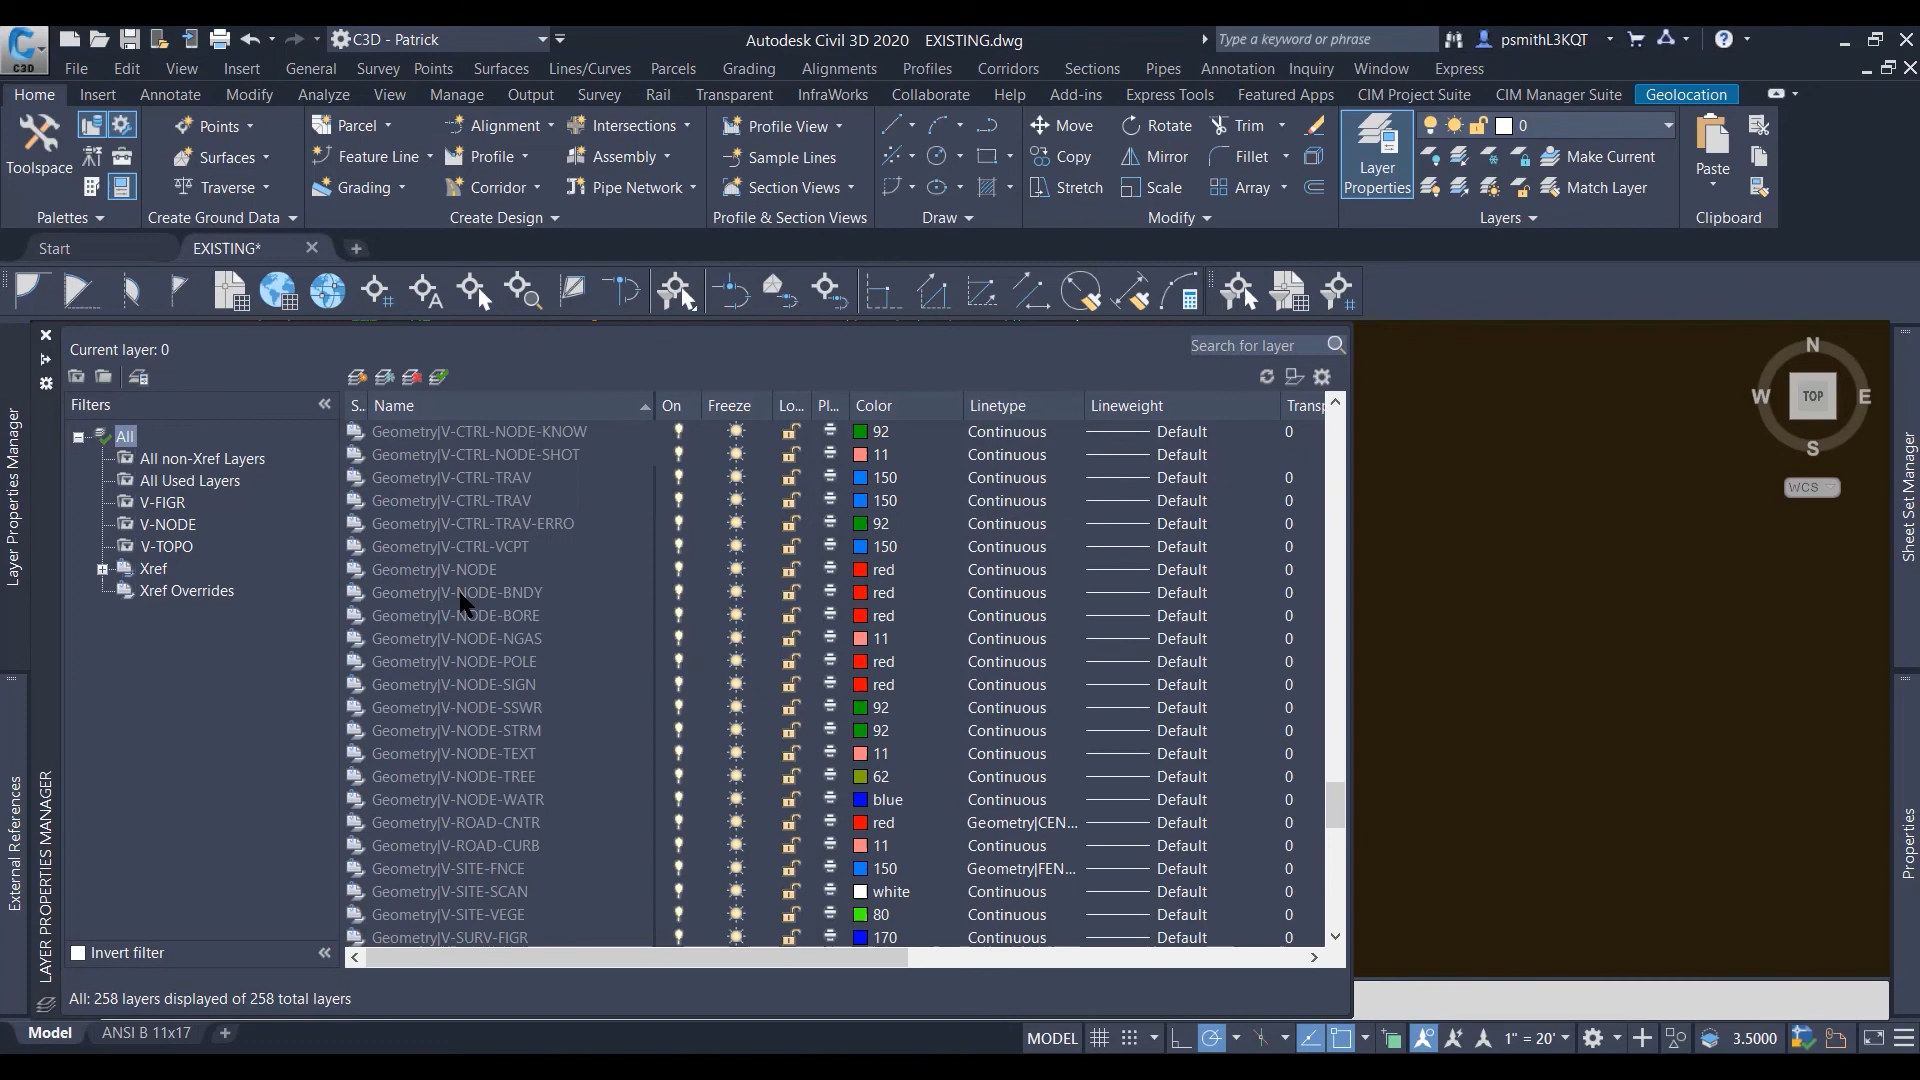 C3D
C3D - Patrick
Autodesk Civil 3D 2020 EXISTING.dwg
Type a keyword or phrase
psmithL3KQT
File Edit View Insert General Survey Points Surfaces Lines/Curves Parcels Grading Alignments Profiles Corridors Sections Pipes Annotation Inquiry Window Express
Home Insert Annotate Modify Analyze View Manage Output Survey Rail Transparent InfraWorks Collaborate Help Add-ins Express Tools Featured Apps CIM Project Suite CIM Manager Suite Geolocation
Points Parcel Alignment Intersections Profile View Move Rotate Trim 0
Toolspace Surfaces Feature Line Profile Assembly Sample Lines Copy Mirror Fillet Layer Properties Make Current Paste
Traverse Grading Corridor Pipe Network Section Views Stretch Scale Array Match Layer
Palettes Create Ground Data Create Design Profile & Section Views Draw Modify Layers Clipboard
Start EXISTING*
Current layer: 0
Search for layer
Filters
All
All non-Xref Layers
All Used Layers
V-FIGR
V-NODE
V-TOPO
Xref
Xref Overrides
Invert filter
S.. Name On Freeze Lo... Pl... Color Linetype Lineweight Transp
Geometry|V-CTRL-NODE-KNOW 92 Continuous Default 0
Geometry|V-CTRL-NODE-SHOT 11 Continuous Default
Geometry|V-CTRL-TRAV 150 Continuous Default 0
Geometry|V-CTRL-TRAV 150 Continuous Default 0
Geometry|V-CTRL-TRAV-ERRO 92 Continuous Default 0
Geometry|V-CTRL-VCPT 150 Continuous Default 0
Geometry|V-NODE red Continuous Default 0
Geometry|V-NODE-BNDY red Continuous Default 0
Geometry|V-NODE-BORE red Continuous Default 0
Geometry|V-NODE-NGAS 11 Continuous Default 0
Geometry|V-NODE-POLE red Continuous Default 0
Geometry|V-NODE-SIGN red Continuous Default 0
Geometry|V-NODE-SSWR 92 Continuous Default 0
Geometry|V-NODE-STRM 92 Continuous Default 0
Geometry|V-NODE-TEXT 11 Continuous Default 0
Geometry|V-NODE-TREE 62 Continuous Default 0
Geometry|V-NODE-WATR blue Continuous Default 0
Geometry|V-ROAD-CNTR red Geometry|CEN... Default 0
Geometry|V-ROAD-CURB 11 Continuous Default 0
Geometry|V-SITE-FNCE 150 Geometry|FEN... Default 0
Geometry|V-SITE-SCAN white Continuous Default 0
Geometry|V-SITE-VEGE 80 Continuous Default 0
Geometry|V-SURV-FIGR 170 Continuous Default 0
All: 258 layers displayed of 258 total layers
Layer Properties Manager
External References
LAYER PROPERTIES MANAGER
N
W TOP E
S
WCS
Sheet Set Manager
Properties
Model ANSI B 11x17
MODEL 1" = 20' 3.5000